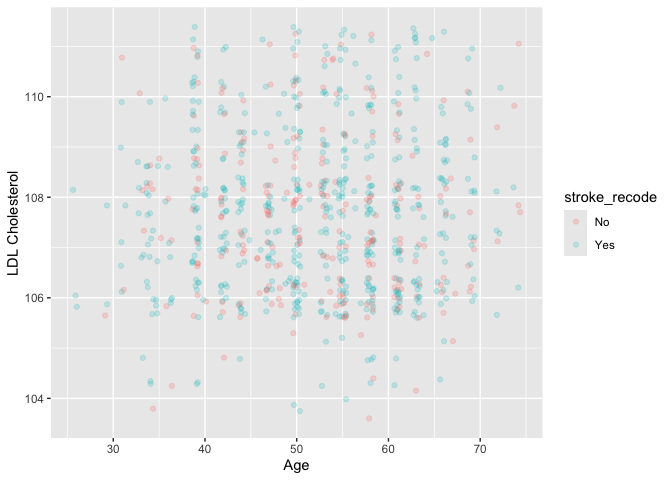 110
108
106
104
LDL Cholesterol
30 40 50 60 70
Age
stroke_recode
No
Yes